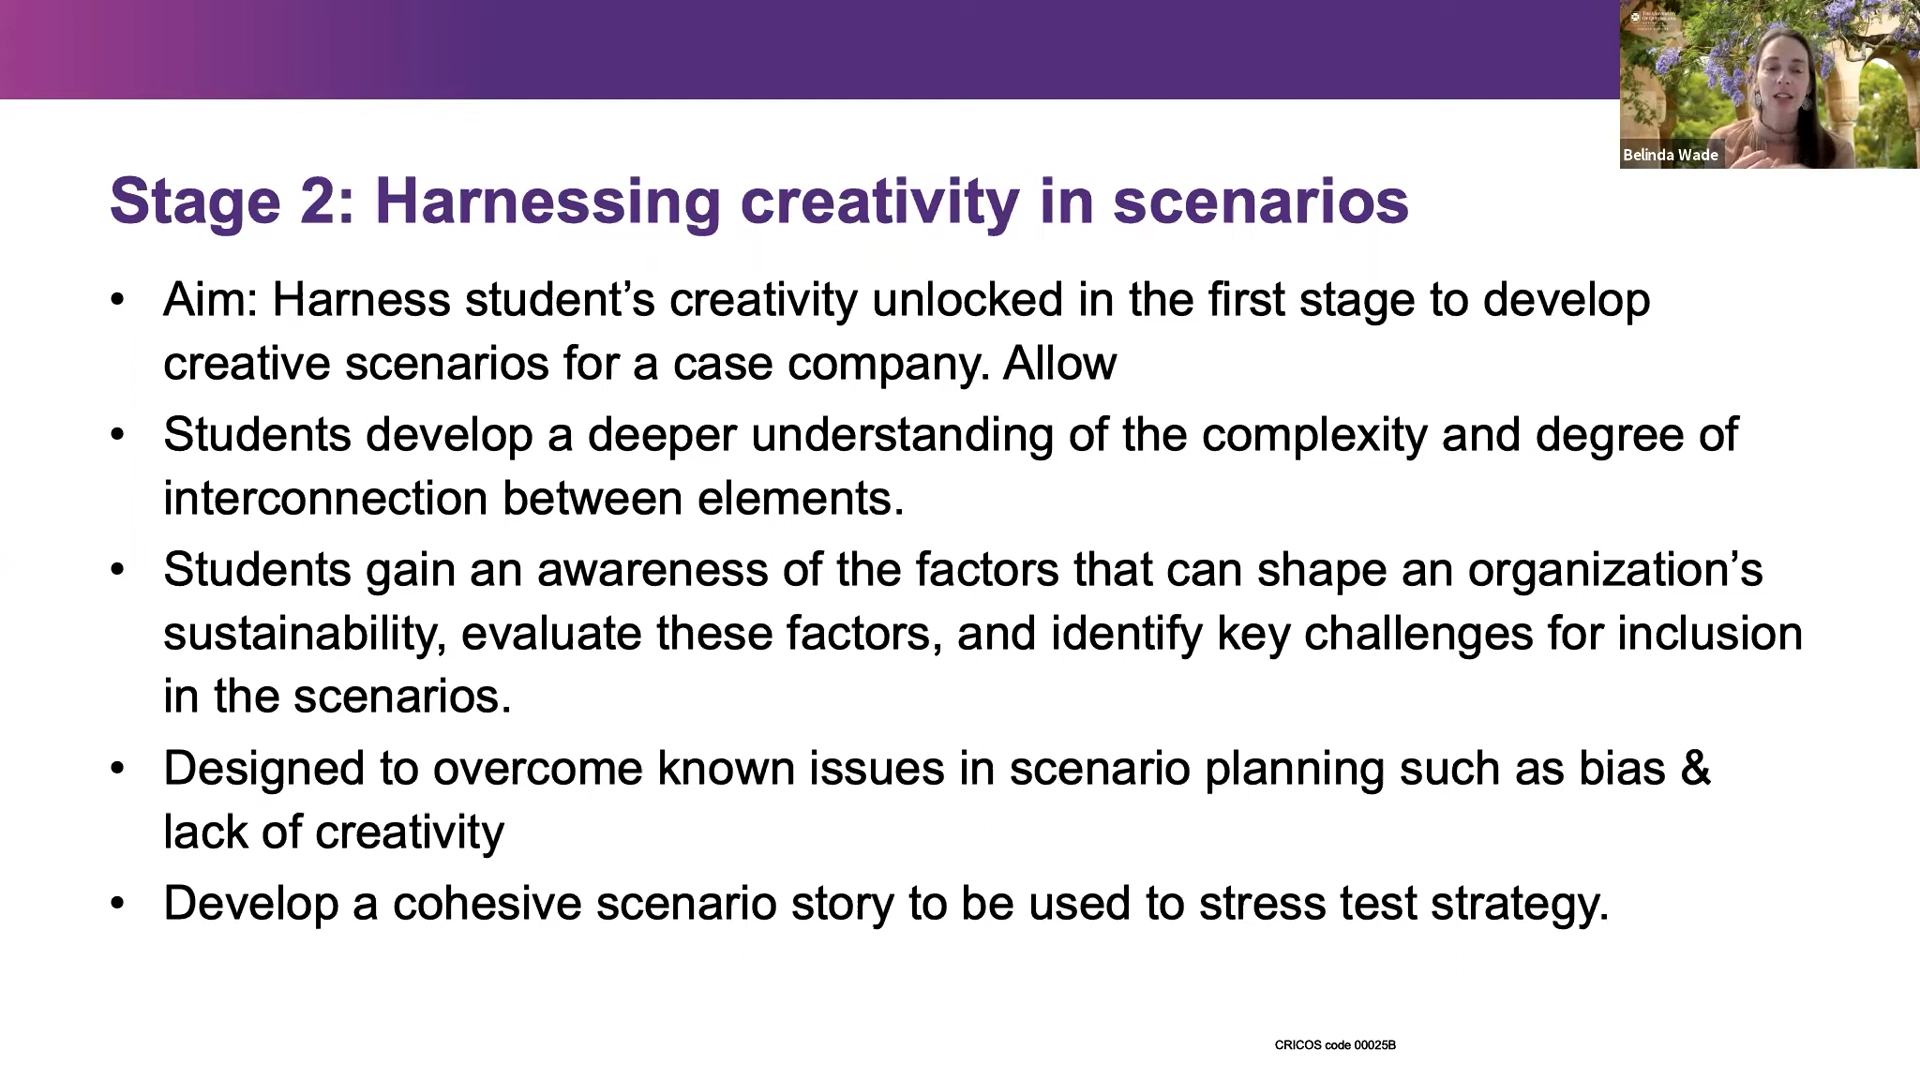 Belinda Wade
Stage 2: Harnessing creativity in scenarios
• Aim: Harness student’s creativity unlocked in the first stage to develop
creative scenarios for a case company. Allow
• Students develop a deeper understanding of the complexity and degree of
interconnection between elements.
• Students gain an awareness of the factors that can shape an organization’s
sustainability, evaluate these factors, and identify key challenges for inclusion
in the scenarios.
• Designed to overcome known issues in scenario planning such as bias &
lack of creativity
• Develop a cohesive scenario story to be used to stress test strategy.
CRICOS code 00025B